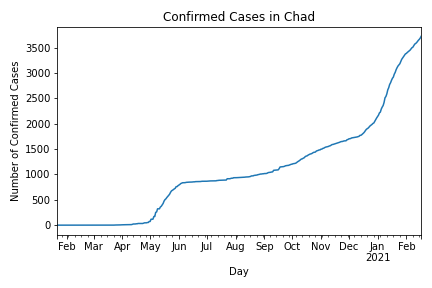 Confirmed Cases in Chad
Number of Confirmed Cases
3500
3000
2500
2000
1500
1000
500
0
Feb Mar Apr May Jun Jul Aug Sep Oct Nov Dec Jan Feb
2021
Day